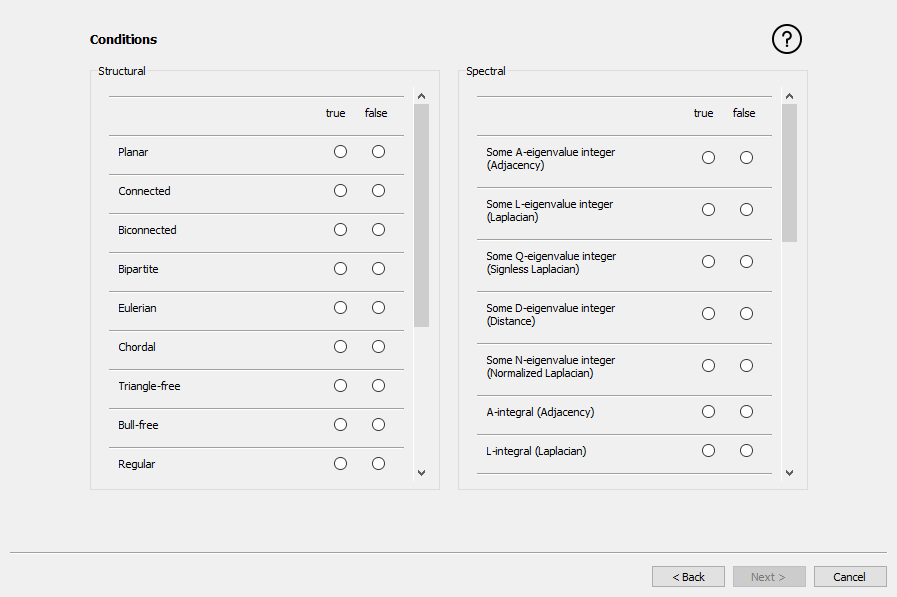 Conditions
?
Structural
true false
Planar
Connected
Biconnected
Bipartite
Eulerian
Chordal
Triangle-free
Bull-free
Regular
Spectral
true false
Some A-eigenvalue integer
(Adjacency)
Some L-eigenvalue integer
(Laplacian)
Some Q-eigenvalue integer
(Signless Laplacian)
Some D-eigenvalue integer
(Distance)
Some N-eigenvalue integer
(Normalized Laplacian)
A-integral (Adjacency)
L-integral (Laplacian)
< Back Next > Cancel